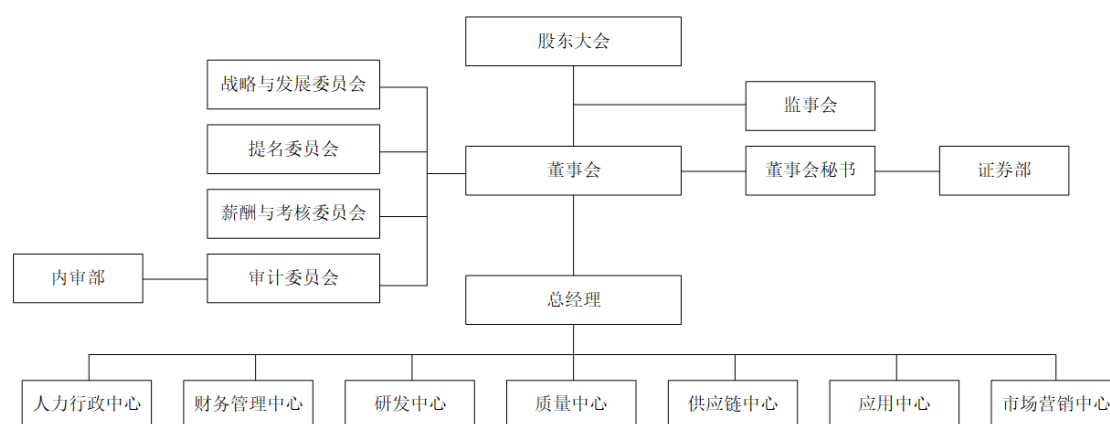 股东大会
战略与发展委员会
监事会
提名委员会
董事会
董事会秘书
证券部
薪酬与考核委员会
内审部
审计委员会
总经理
人力行政中心
财务管理中心
研发中心
质量中心
供应链中心
应用中心
市场营销中心